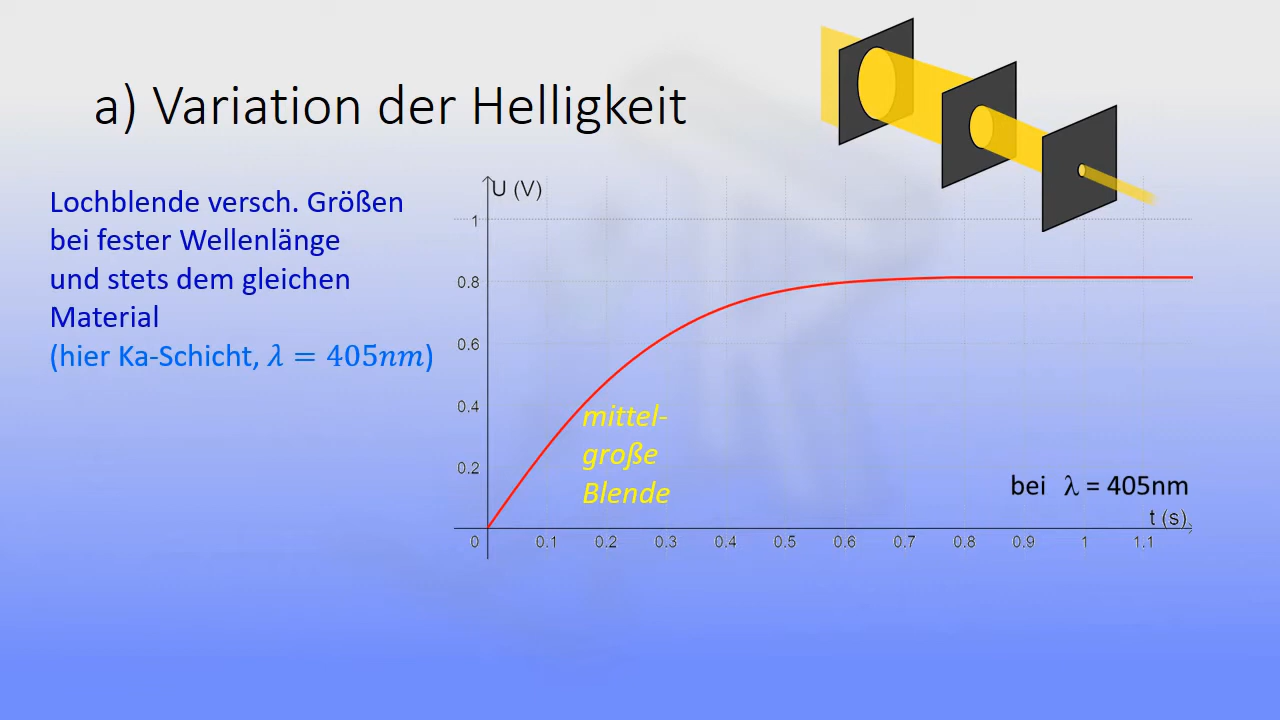 a) Variation der Helligkeit
Lochblende versch. Größen
bei fester Wellenlänge
und stets dem gleichen
Material
(hier Ka-Schicht, λ = 405nm)
U (V)
1
0.8
0.6
0.4
0.2
mittel-
große
Blende
bei λ = 405nm
t (s)
0 0.1 0.2 0.3 0.4 0.5 0.6 0.7 0.8 0.9 1 1.1